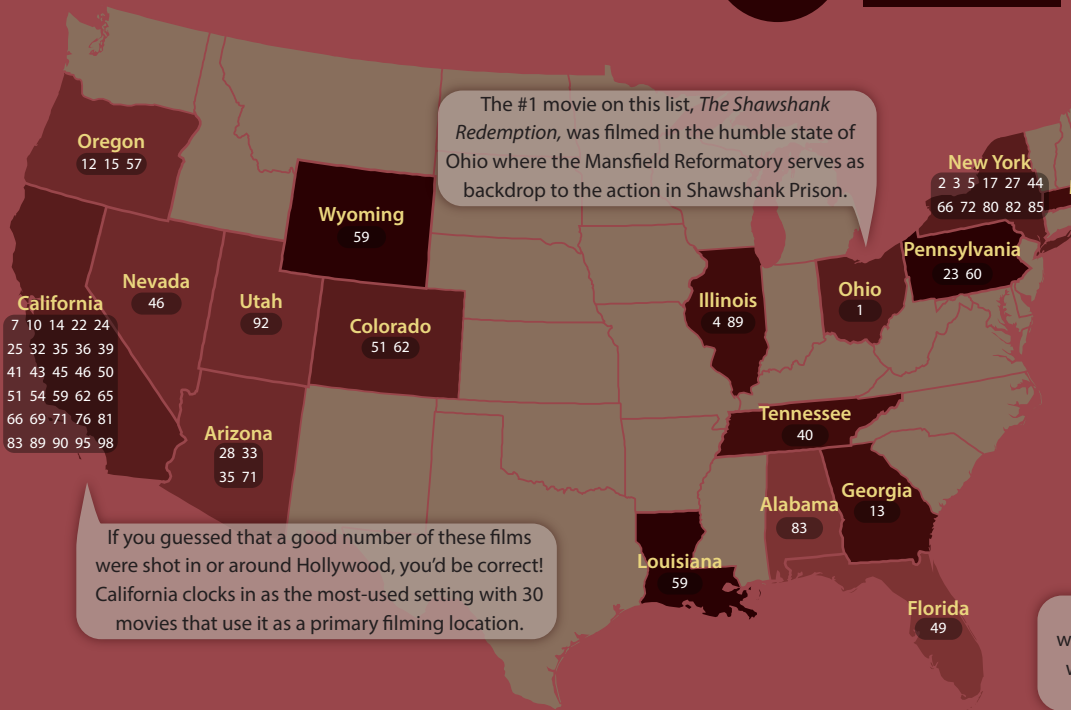 The #1 movie on this list, The Shawshank
Redemption, was filmed in the humble state of
Ohio where the Mansfield Reformatory serves as
backdrop to the action in Shawshank Prison.
Oregon
12 15 57
New York
2 3 5 17 27 44
66 72 80 82 85
Wyoming
59
Pennsylvania
23 60
Nevada
46
Utah
92
Colorado
51 62
Illinois
4 89
Ohio
1
California
7 10 14 22 24
25 32 35 36 39
41 43 45 46 50
51 54 59 62 65
66 69 71 76 81
83 89 90 95 98
Arizona
28 33
35 71
Tennessee
40
Alabama
83
Georgia
13
Louisiana
59
Florida
49
If you guessed that a good number of these films
were shot in or around Hollywood, you’d be correct!
California clocks in as the most-used setting with 30
movies that use it as a primary filming location.